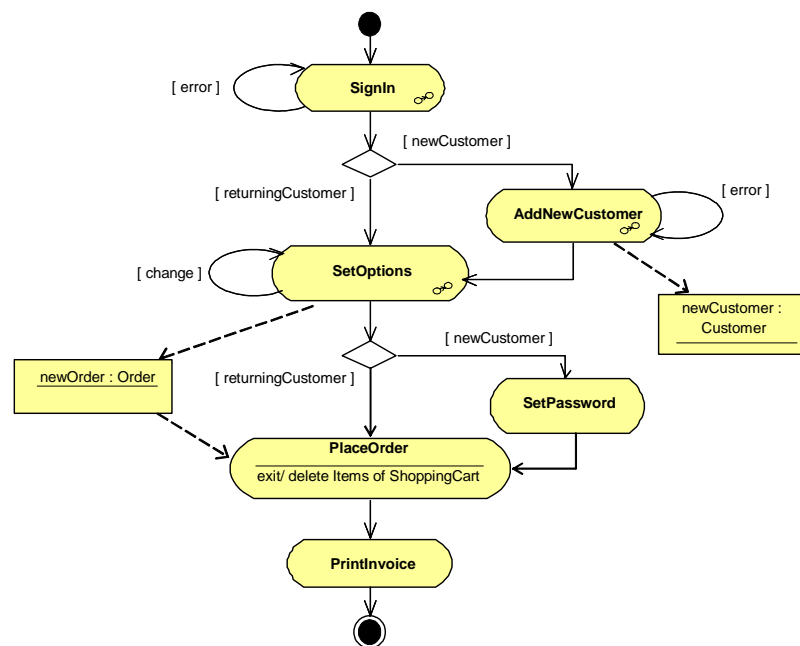 [ error ]
SignIn
[ newCustomer ]
[ returningCustomer ]
[ error ]
AddNewCustomer
[ change ]
SetOptions
newCustomer :
Customer
[ newCustomer ]
newOrder : Order
[ returningCustomer ]
SetPassword
PlaceOrder
exit/ delete Items of ShoppingCart
PrintInvoice